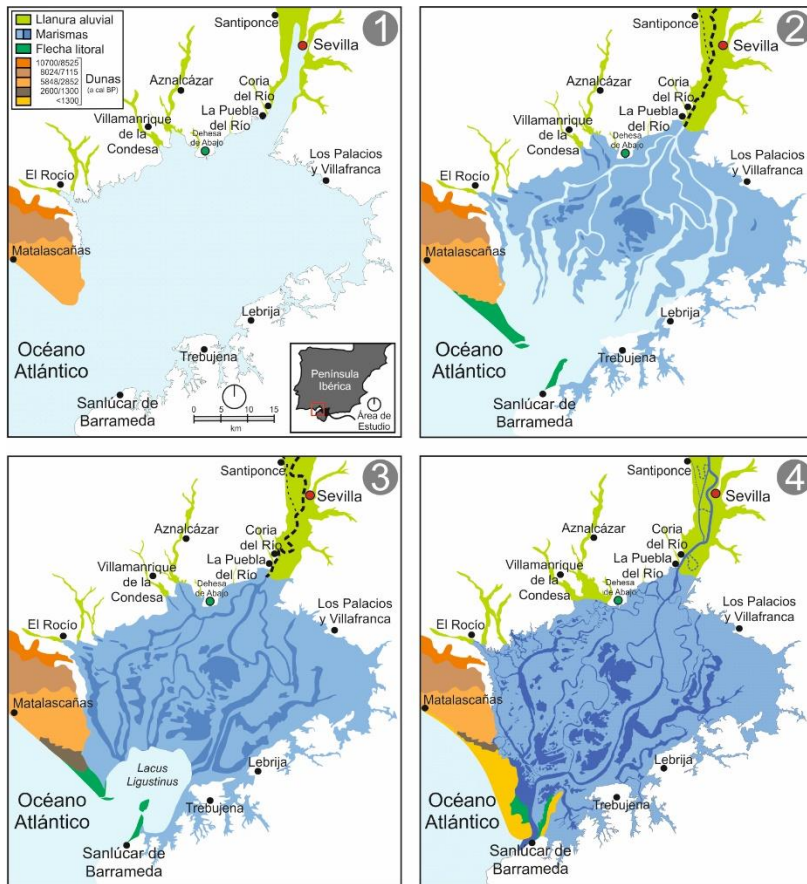 Llanura aluvial
Marismas
Flecha litoral
10700/8525
8024/7115
5848/2852
2600/1300
<1300
Dunas
(a cal BP)
Santiponce
1
Sevilla
Aznalcázar
Coria
del Río
La Puebla
del Río
Villamanrique
de la
Condesa
Dehesa
de Abajo
Los Palacios
y Villafranca
El Rocío
Matalascañas
Lebrija
Trebujena
Océano
Atlántico
Sanlúcar de
Barrameda
0 5 10 15
km
Península
Ibérica
Área de
Estudio
Santiponce
2
Sevilla
Aznalcázar
Coria
del Río
La Puebla
del Río
Villamanrique
de la
Condesa
Dehesa
de Abajo
Los Palacios
y Villafranca
El Rocío
Matalascañas
Lebrija
Trebujena
Océano
Atlántico
Sanlúcar de
Barrameda
Santiponce
3
Sevilla
Aznalcázar
Coria
del Río
La Puebla
del Río
Villamanrique
de la
Condesa
Dehesa
de Abajo
Los Palacios
y Villafranca
El Rocío
Matalascañas
Lacus
Ligustinus
Lebrija
Trebujena
Océano
Atlántico
Sanlúcar de
Barrameda
Santiponce
4
Sevilla
Aznalcázar
Coria
del Río
La Puebla
del Río
Villamanrique
de la
Condesa
Dehesa
de Abajo
Los Palacios
y Villafranca
El Rocío
Matalascañas
Lebrija
Trebujena
Océano
Atlántico
Sanlúcar de
Barrameda